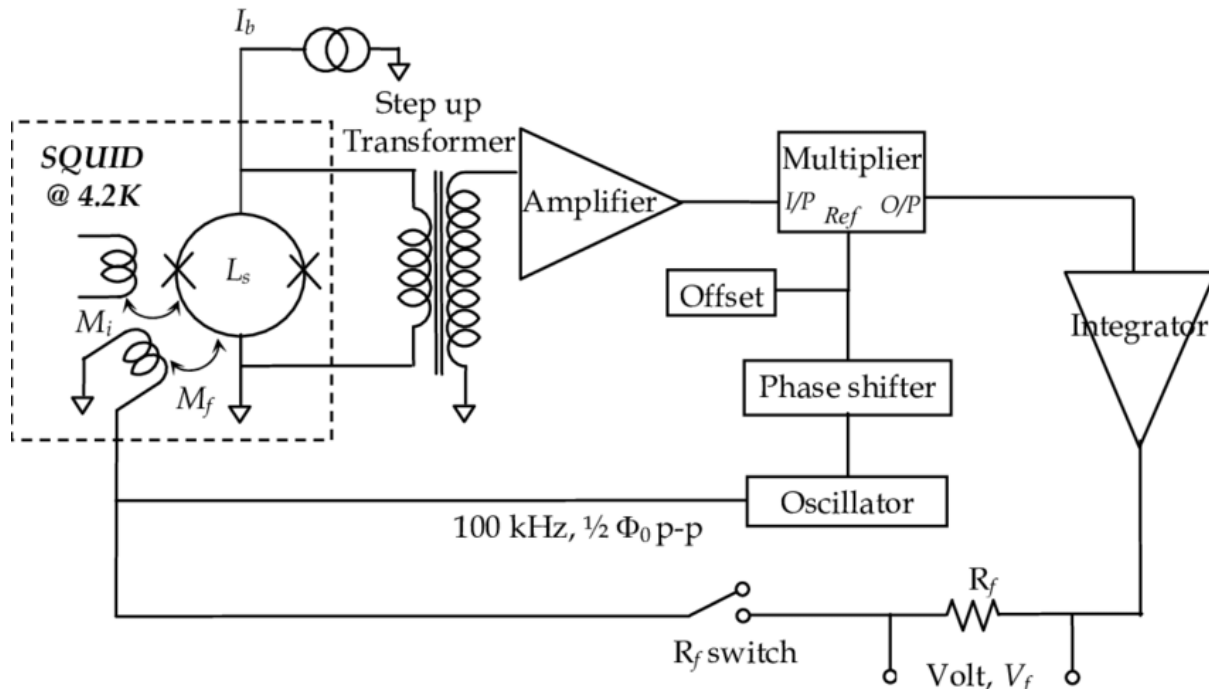 I_b
Step up
Transformer
SQUID
@ 4.2K
Multiplier
I/P
Ref
O/P
Amplifier
L_s
Offset
Integrator
M_i
M_f
Phase shifter
Oscillator
100 kHz, ½ Φ₀ p-p
R_f
R_f switch
Volt, V_f